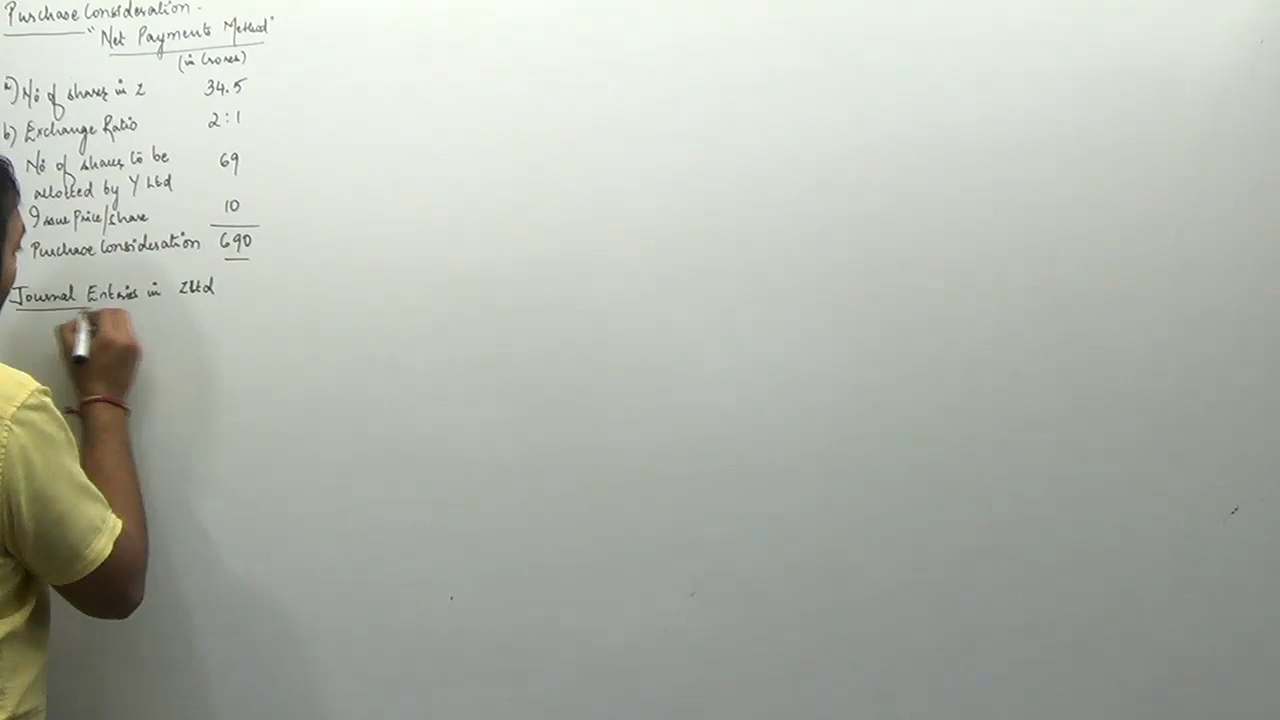 Purchase Consideration -
"Net Payments Method"
(in Crores)
a) No of shares in Z 34.5
b) Exchange Ratio 2:1
No of shares to be allotted by Y Ltd 69
Issue Price/share 10
Purchase Consideration 690
Journal Entries in Z Ltd